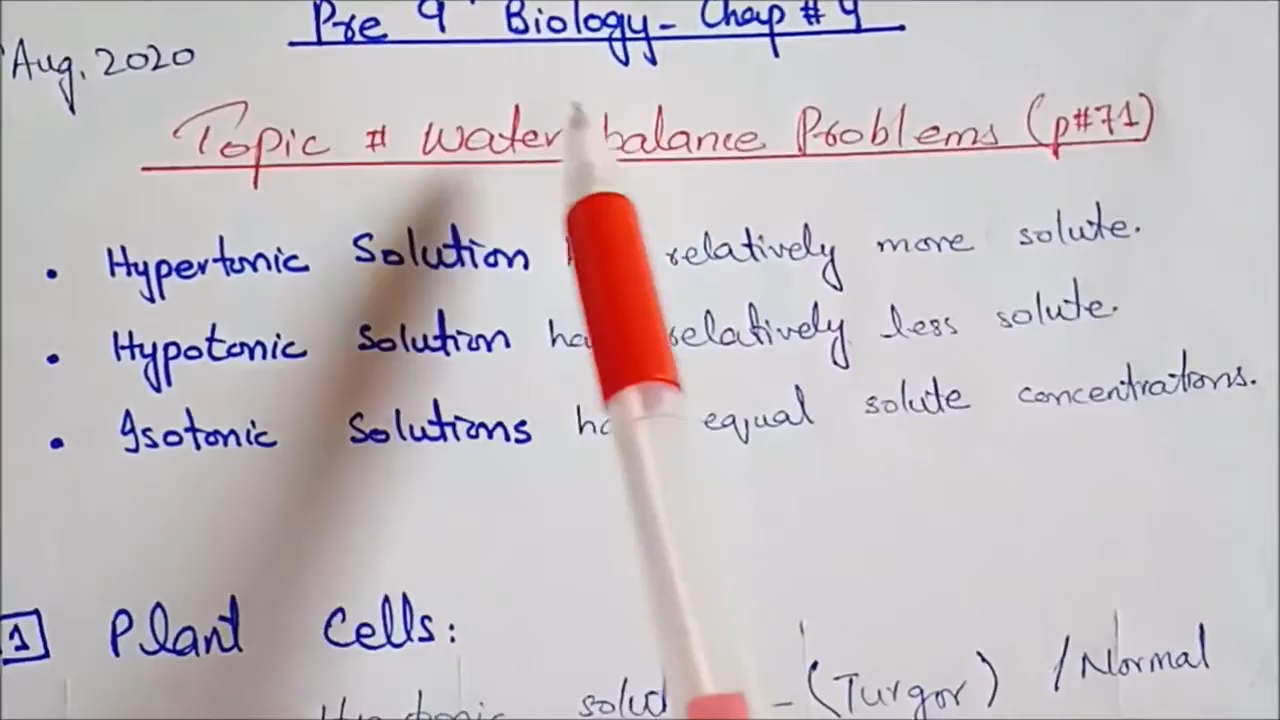 Pre 9 Biology - Chap # 4
Aug, 2020
Topic # Water balance Problems (p#71)
• Hypertonic Solution relatively more solute.
• Hypotonic Solution relatively less solute.
• Isotonic Solutions equal solute concentrations.
1 Plant Cells:
- (Turgor) / Normal